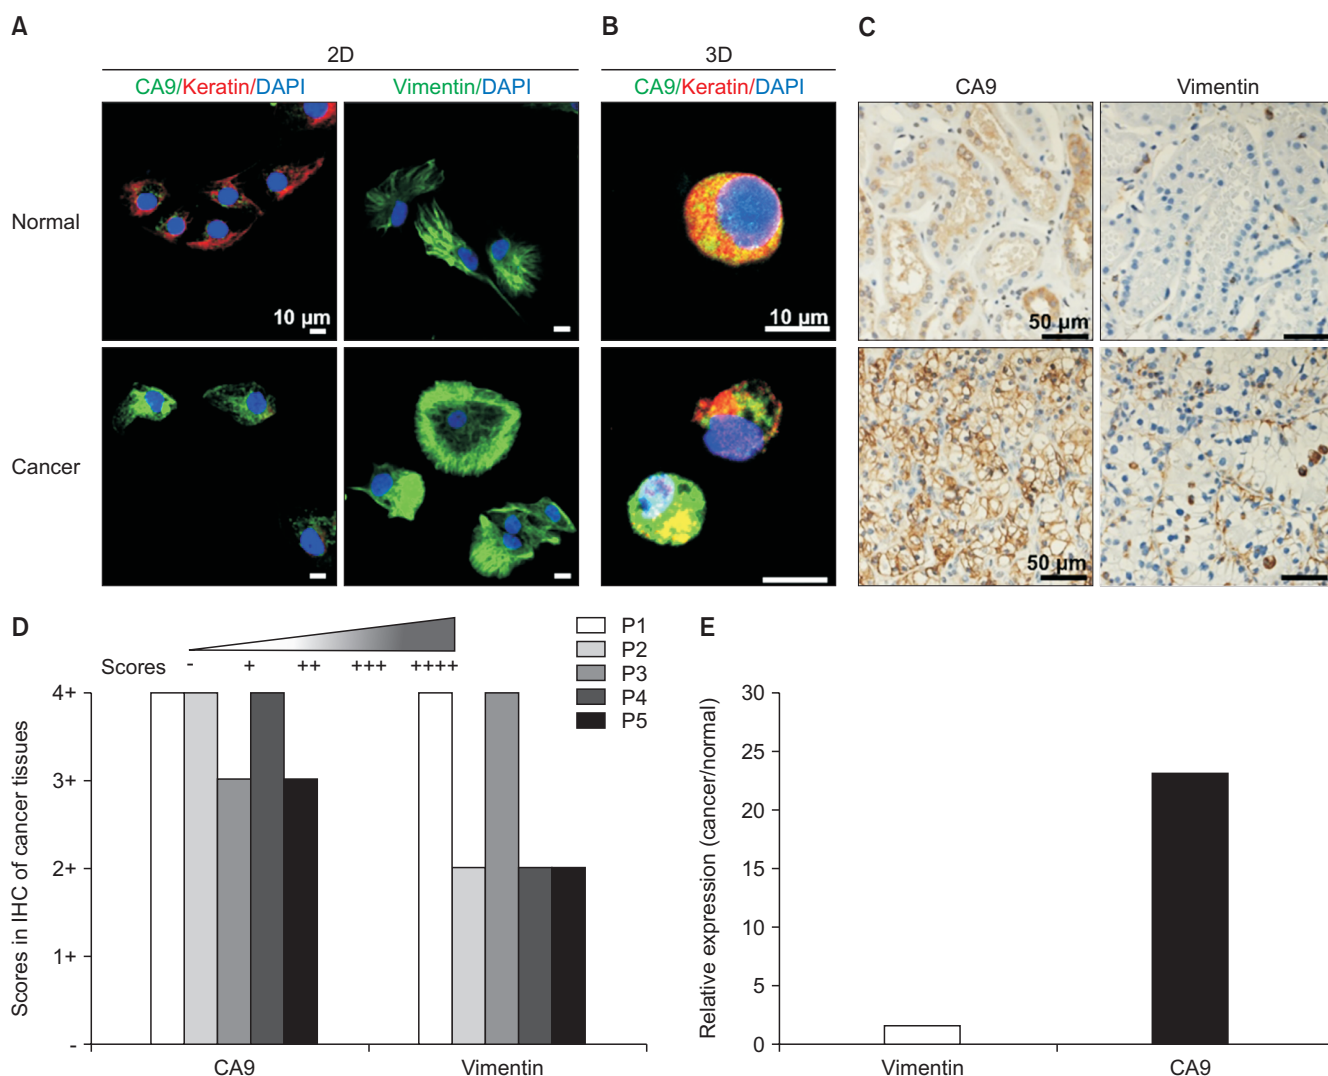 A
B
C
2D
3D
CA9/Keratin/DAPI
Vimentin/DAPI
CA9/Keratin/DAPI
CA9
Vimentin
Normal
10 µm
10 µm
50 µm
Cancer
50 µm
D
E
P1
P2
P3
P4
P5
Scores - + ++ +++ ++++
Scores in IHC of cancer tissues
4+
3+
2+
1+
-
CA9
Vimentin
Relative expression (cancer/normal)
30
25
20
15
10
5
0
Vimentin
CA9